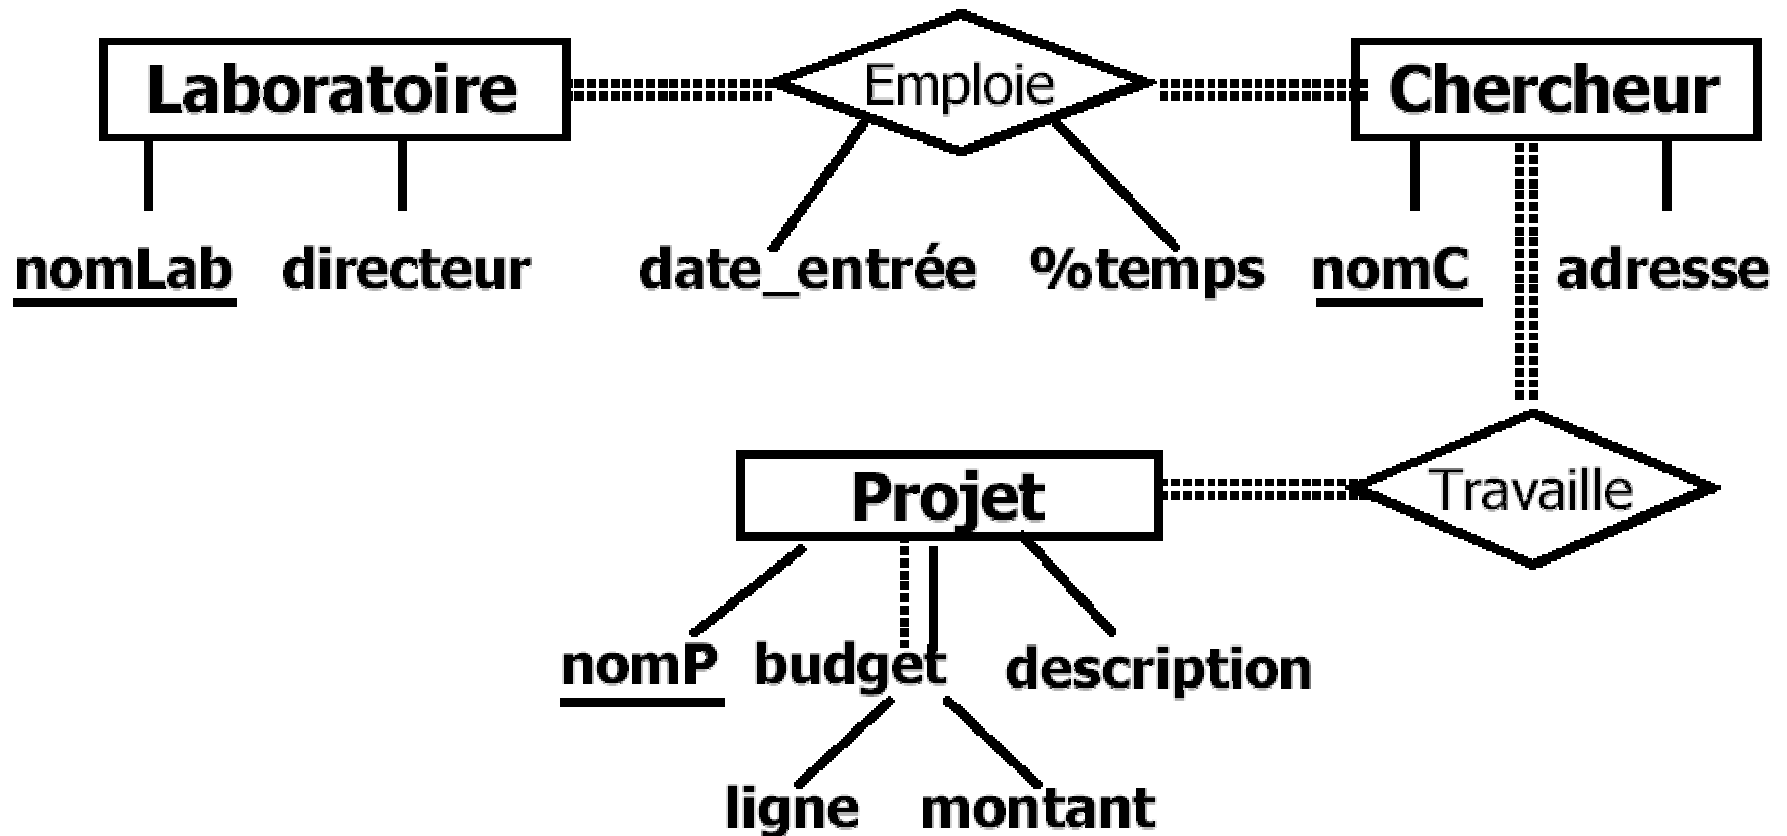 Laboratoire Emploie Chercheur
nomLab directeur date_entrée %temps nomC adresse
Projet Travaille
nomP budget description
ligne montant